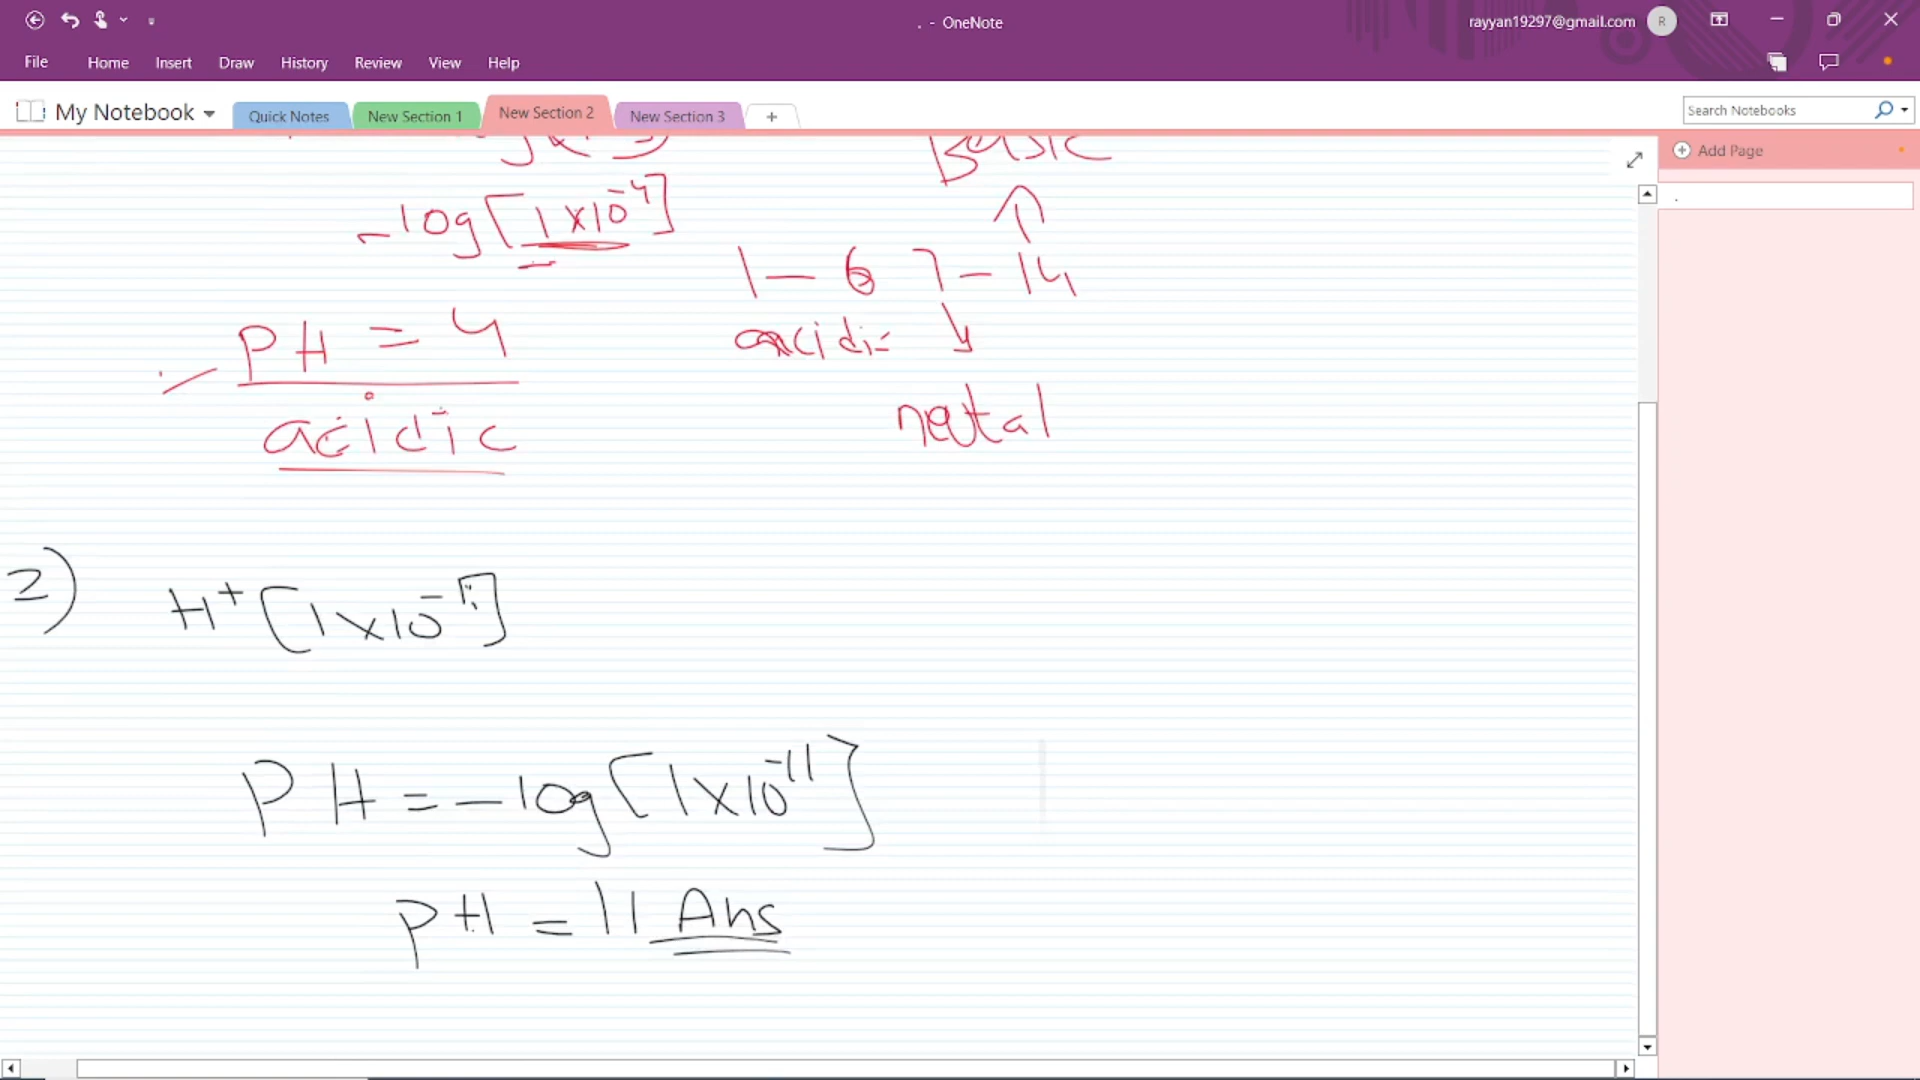 . - OneNote
rayyan19297@gmail.com
R
File Home Insert Draw History Review View Help
My Notebook
Quick Notes
New Section 1
New Section 2
New Section 3
+
Search Notebooks
Add Page
.
Basic
-log[1x10-4]
1 - 6 7 - 14
PH = 4
acidic
netal
2)
H+[1x10-
PH = -log[1x10-11]
PH = 11 Ans